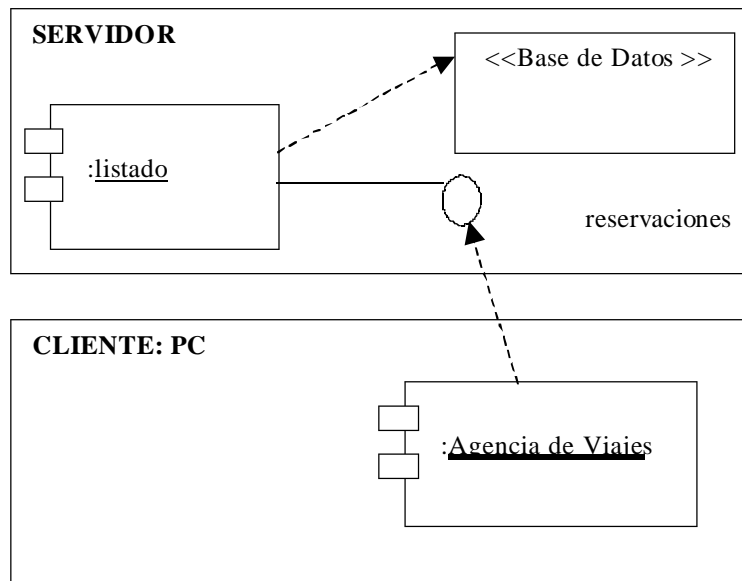 SERVIDOR
<<Base de Datos >>
:listado
reservaciones
CLIENTE: PC
:Agencia de Viajes